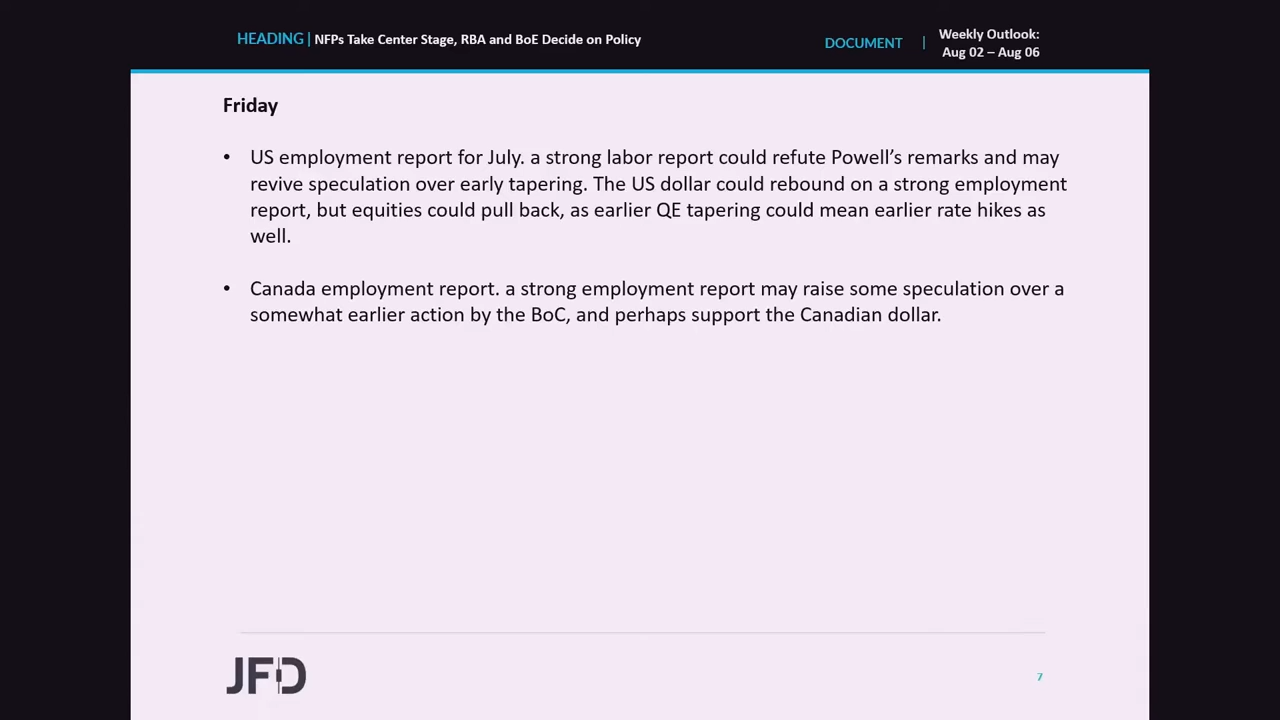 HEADING | NFPs Take Center Stage, RBA and BoE Decide on Policy
DOCUMENT | Weekly Outlook:
Aug 02 – Aug 06
Friday
• US employment report for July. a strong labor report could refute Powell’s remarks and may
revive speculation over early tapering. The US dollar could rebound on a strong employment
report, but equities could pull back, as earlier QE tapering could mean earlier rate hikes as
well.
• Canada employment report. a strong employment report may raise some speculation over a
somewhat earlier action by the BoC, and perhaps support the Canadian dollar.
JFD
7